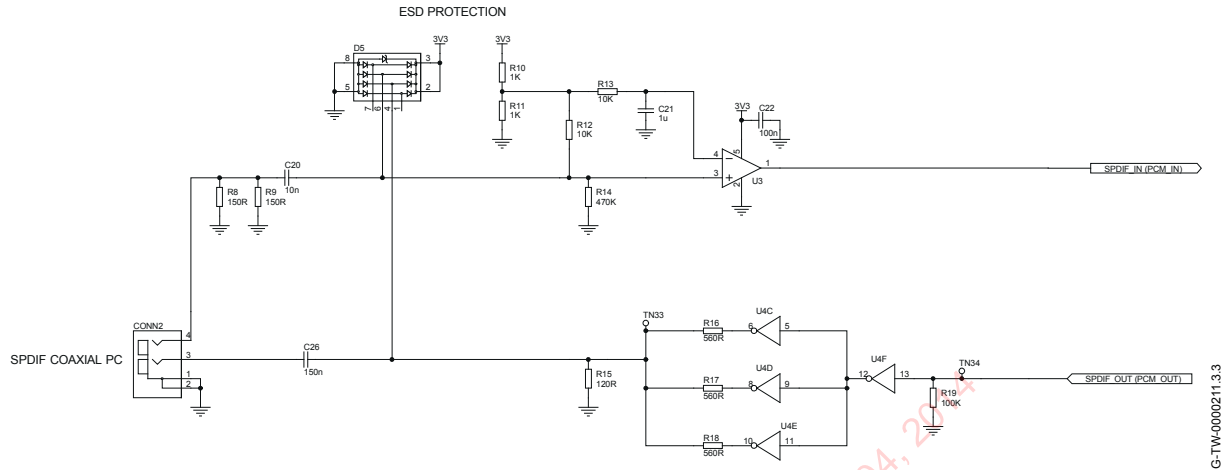 ESD PROTECTION
D5
3V3
8
3
5
2
7
6
4
1
3V3
R10
1K
R11
1K
R12
10K
R13
10K
C21
1u
3V3
C22
100n
5
4
3
1
2
U3
SPDIF_IN (PCM_IN)
C20
10n
R8
150R
R9
150R
R14
470K
CONN2
4
3
1
2
SPDIF COAXIAL PC
C26
150n
TN33
R15
120R
R16
560R
U4C
6
5
R17
560R
U4D
8
9
R18
560R
U4E
10
11
U4F
12
13
TN34
R19
100K
SPDIF_OUT (PCM_OUT)
04, 2014
G-TW-0000211.3.3